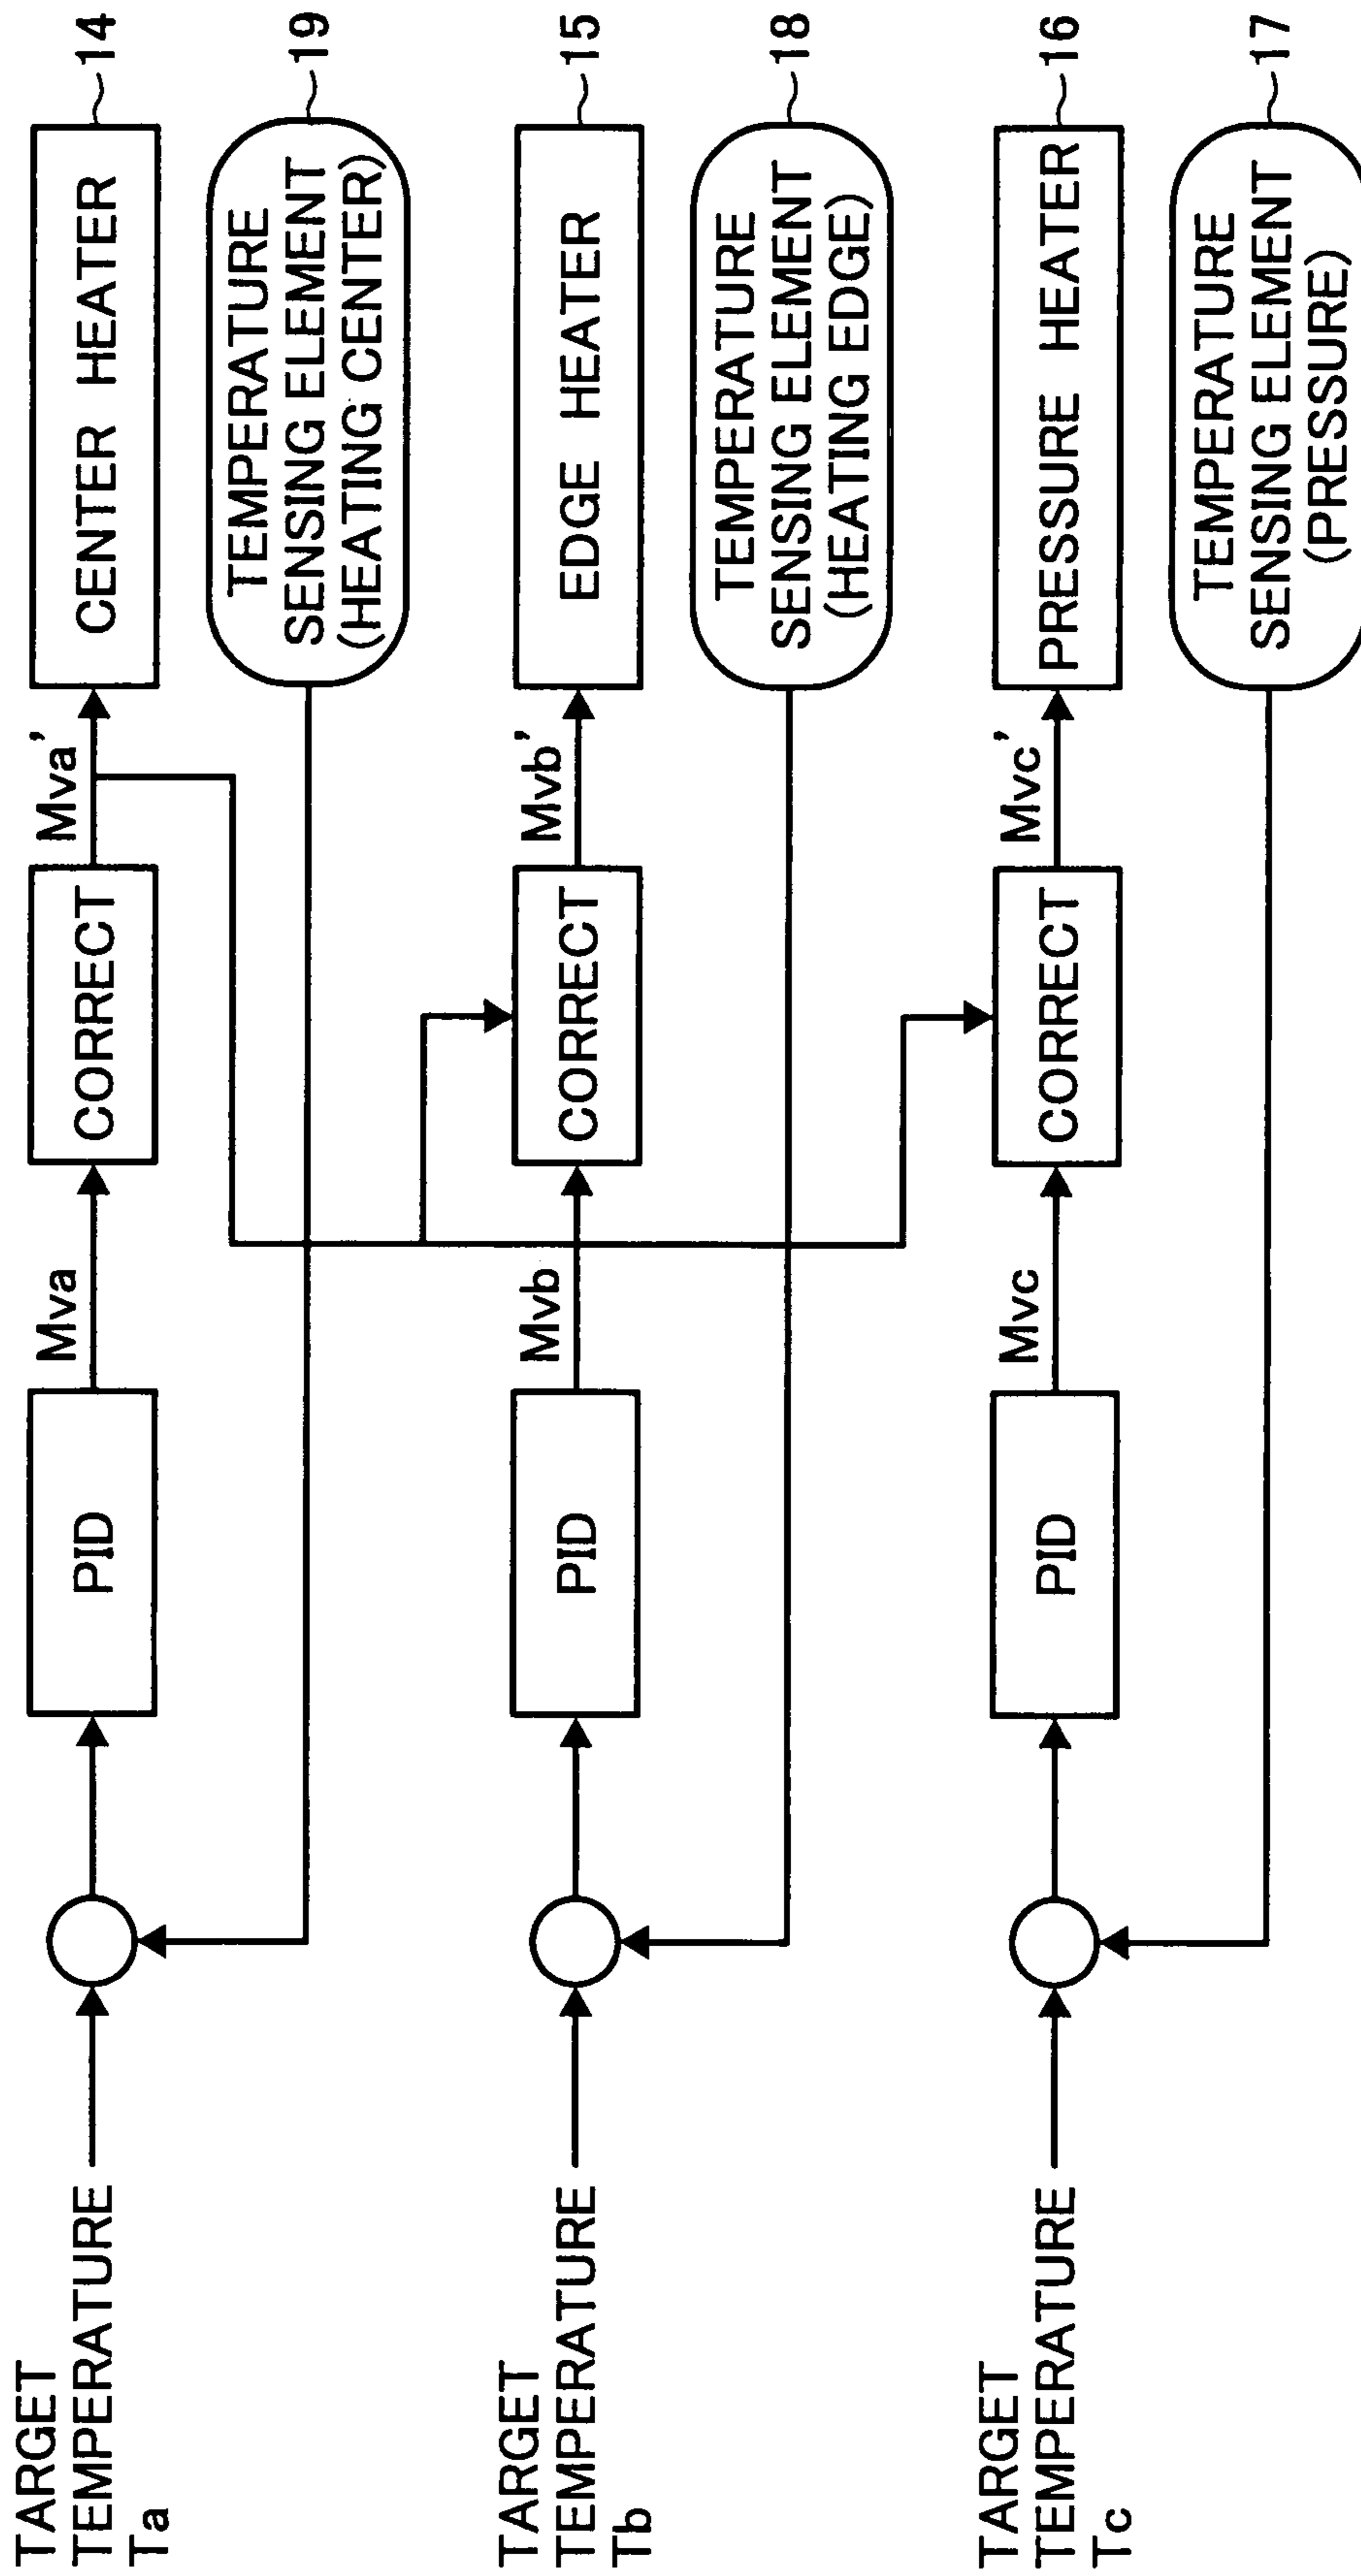 TARGET
TEMPERATURE
Ta
PID
Mva
CORRECT
Mva'
CENTER HEATER
14
TEMPERATURE
SENSING ELEMENT
(HEATING CENTER)
19
TARGET
TEMPERATURE
Tb
PID
Mvb
CORRECT
Mvb'
EDGE HEATER
15
TEMPERATURE
SENSING ELEMENT
(HEATING EDGE)
18
TARGET
TEMPERATURE
Tc
PID
Mvc
CORRECT
Mvc'
PRESSURE HEATER
16
TEMPERATURE
SENSING ELEMENT
(PRESSURE)
17